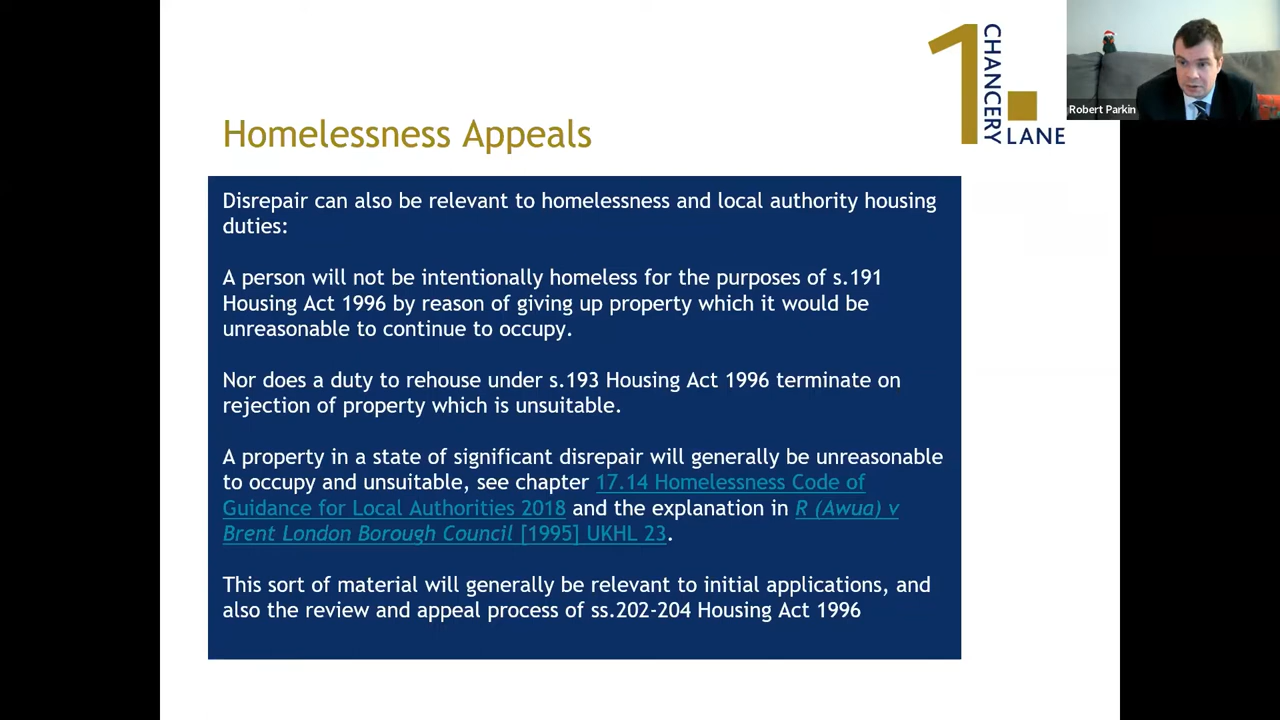 1 CHANCERY LANE
Robert Parkin
Homelessness Appeals
Disrepair can also be relevant to homelessness and local authority housing
duties:
A person will not be intentionally homeless for the purposes of s.191
Housing Act 1996 by reason of giving up property which it would be
unreasonable to continue to occupy.
Nor does a duty to rehouse under s.193 Housing Act 1996 terminate on
rejection of property which is unsuitable.
A property in a state of significant disrepair will generally be unreasonable
to occupy and unsuitable, see chapter 17.14 Homelessness Code of
Guidance for Local Authorities 2018 and the explanation in R (Awua) v
Brent London Borough Council [1995] UKHL 23.
This sort of material will generally be relevant to initial applications, and
also the review and appeal process of ss.202-204 Housing Act 1996